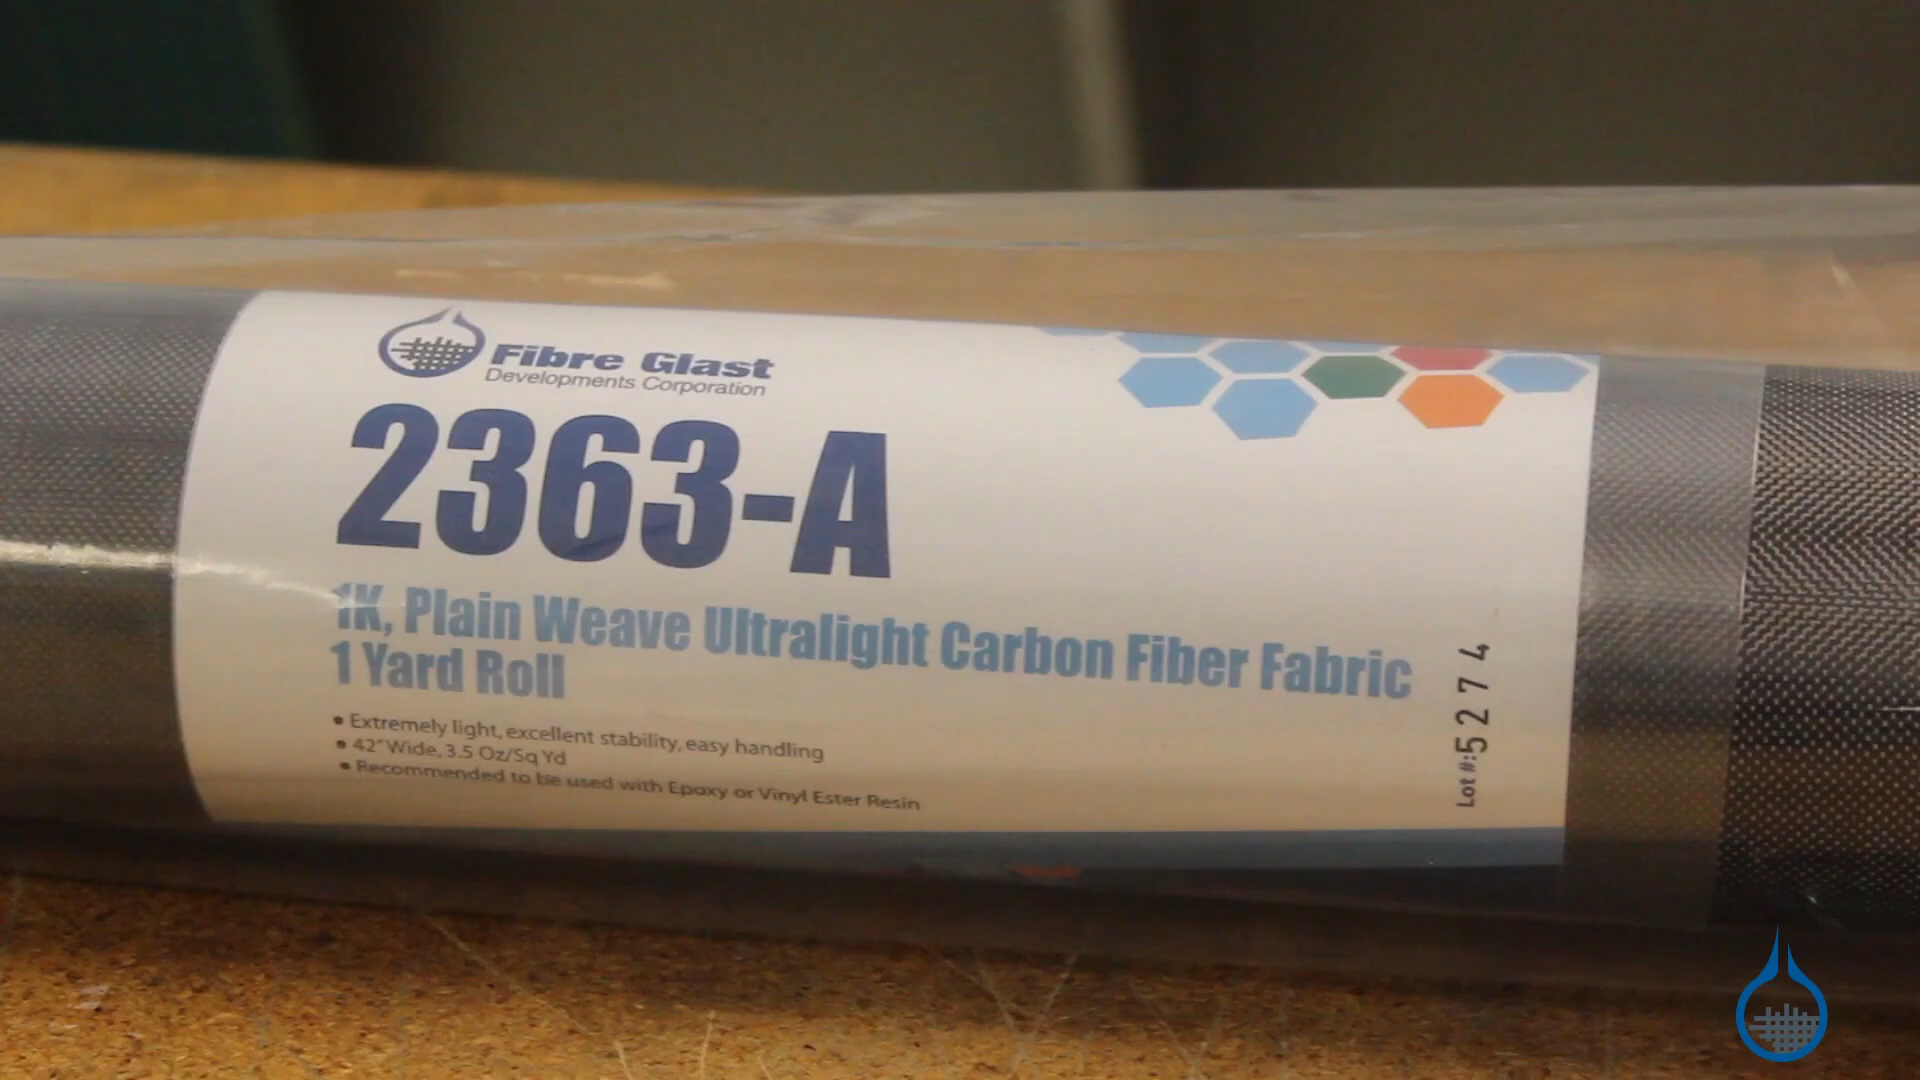 Fibre Glast
Developments Corporation
2363-A
1K, Plain Weave Ultralight Carbon Fiber Fabric
1 Yard Roll
• Extremely light, excellent stability, easy handling
• 42" Wide, 3.5 Oz/Sq Yd
• Recommended to be used with Epoxy or Vinyl Ester Resin
Lot #:5274